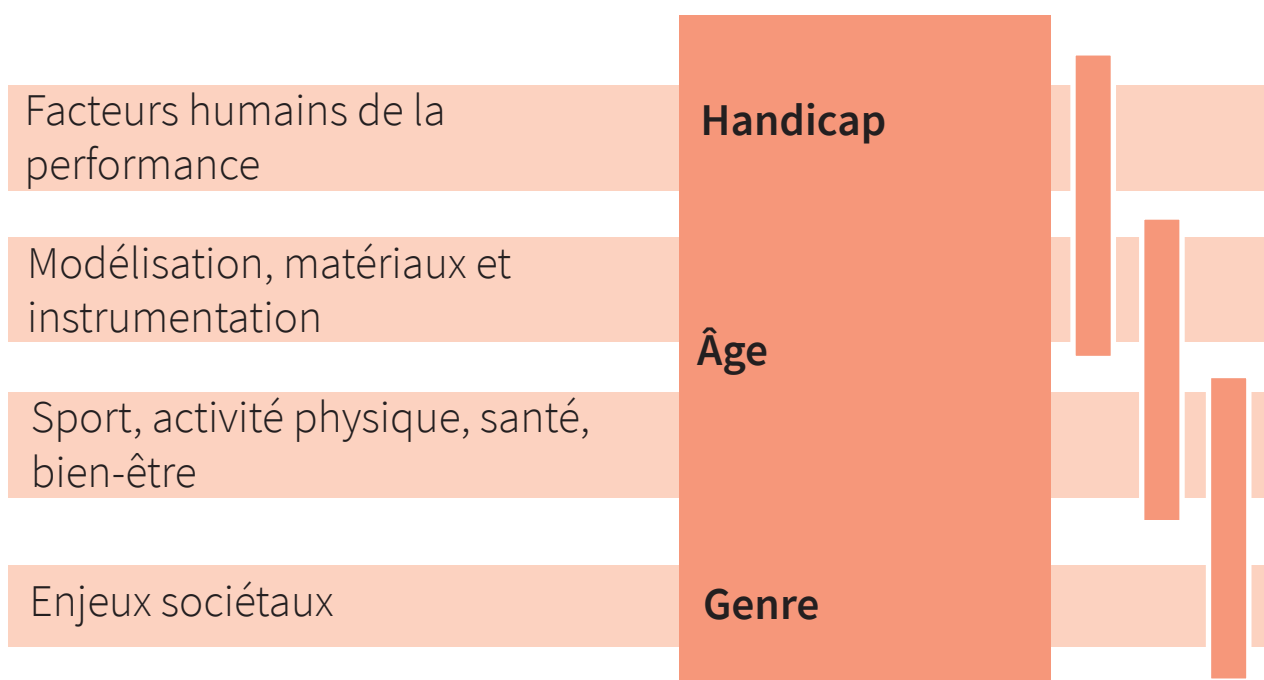 Facteurs humains de la
performance
Handicap
Modélisation, matériaux et
instrumentation
Âge
Sport, activité physique, santé,
bien-être
Enjeux sociétaux
Genre